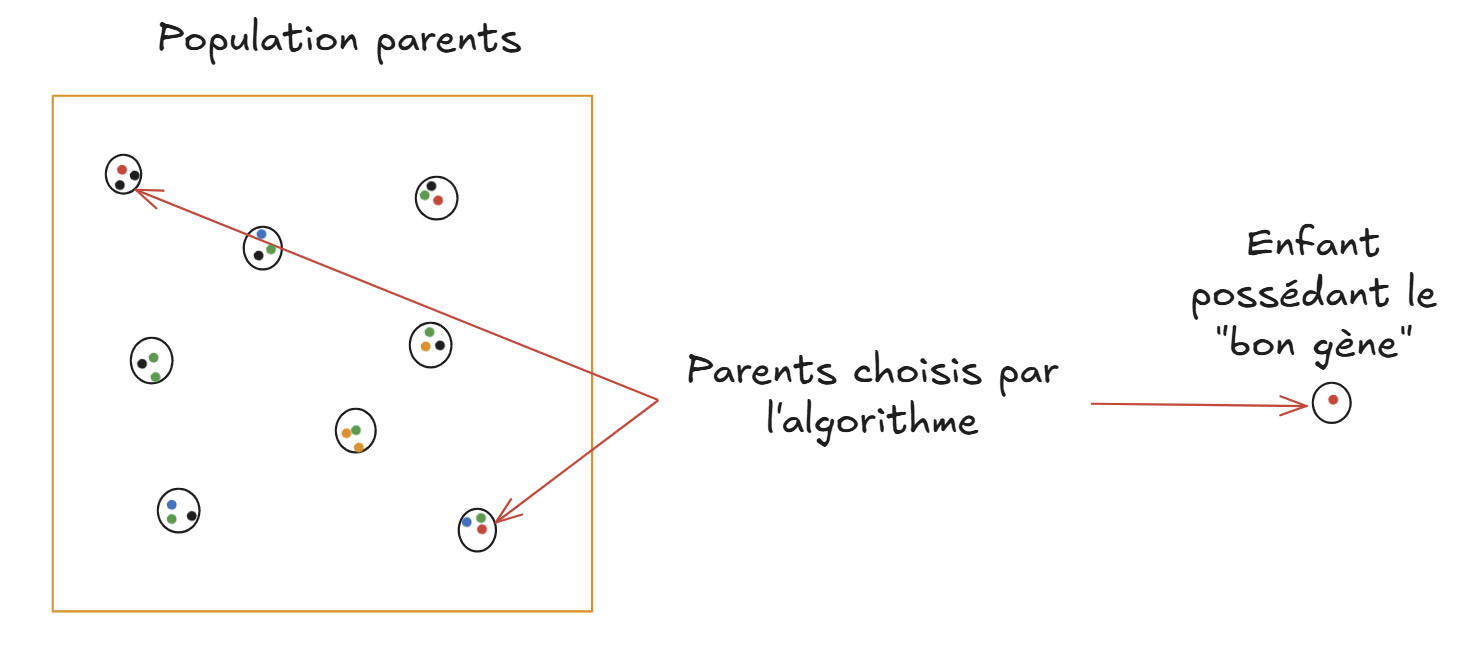 Population parents
Parents choisis par
l'algorithme
Enfant
possédant le
"bon gène"